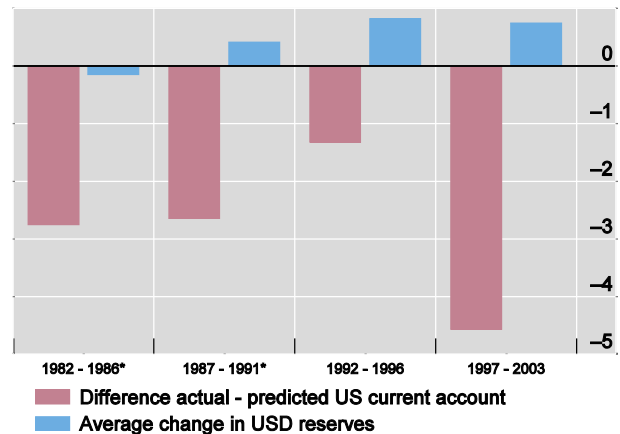 0
–1
–2
–3
–4
–5
1982 - 1986* 1987 - 1991* 1992 - 1996 1997 - 2003
Difference actual - predicted US current account
Average change in USD reserves